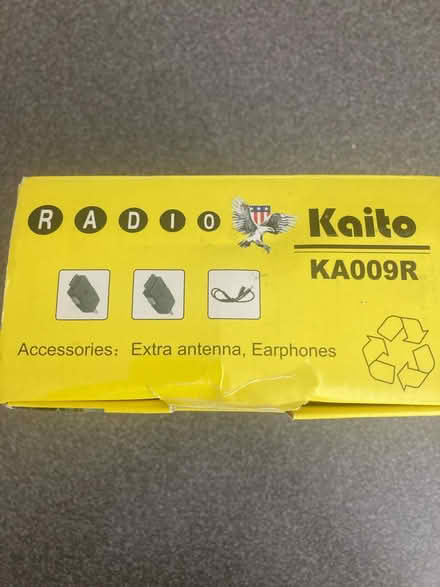 RADIO
Kaito
KA009R
Accessories: Extra antenna, Earphones